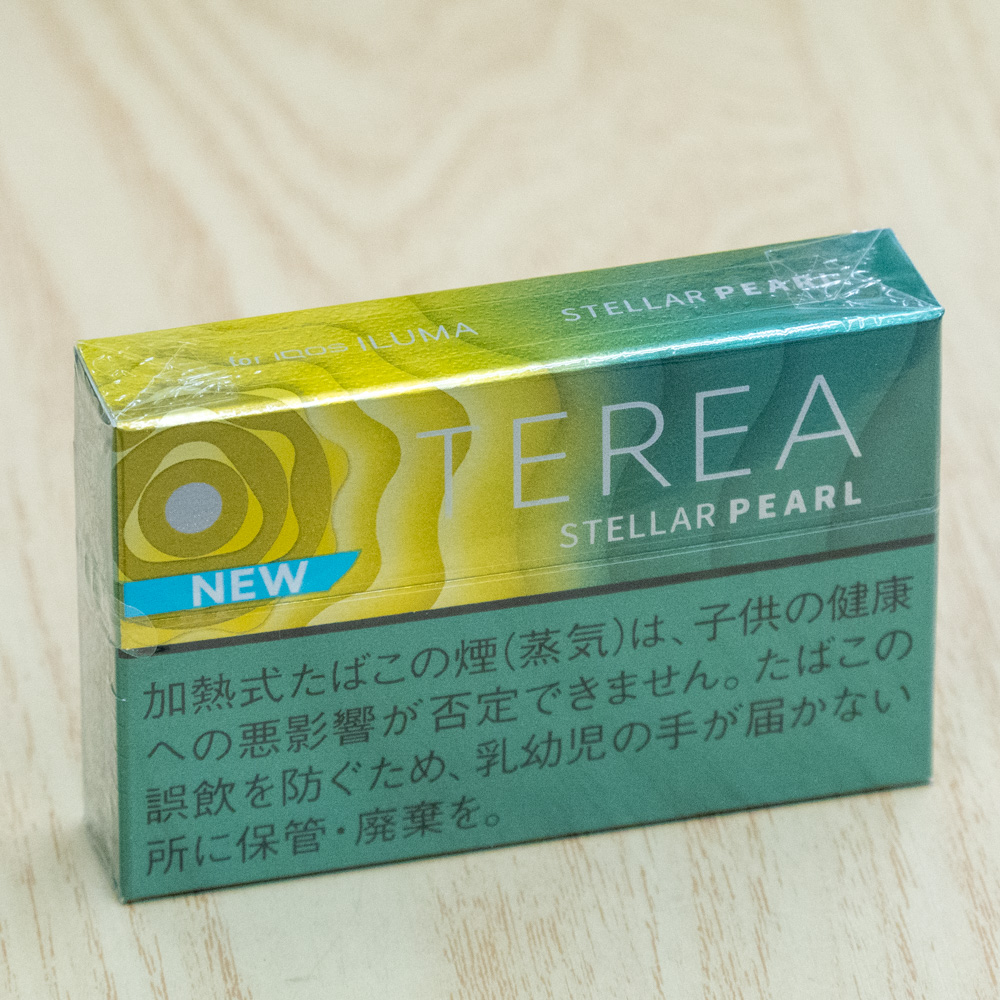 for IQOS ILUMA
STELLAR PEARL
TEREA
STELLAR PEARL
NEW
加熱式たばこの煙(蒸気)は、子供の健康
への悪影響が否定できません。たばこの
誤飲を防ぐため、乳幼児の手が届かない
所に保管・廃棄を。